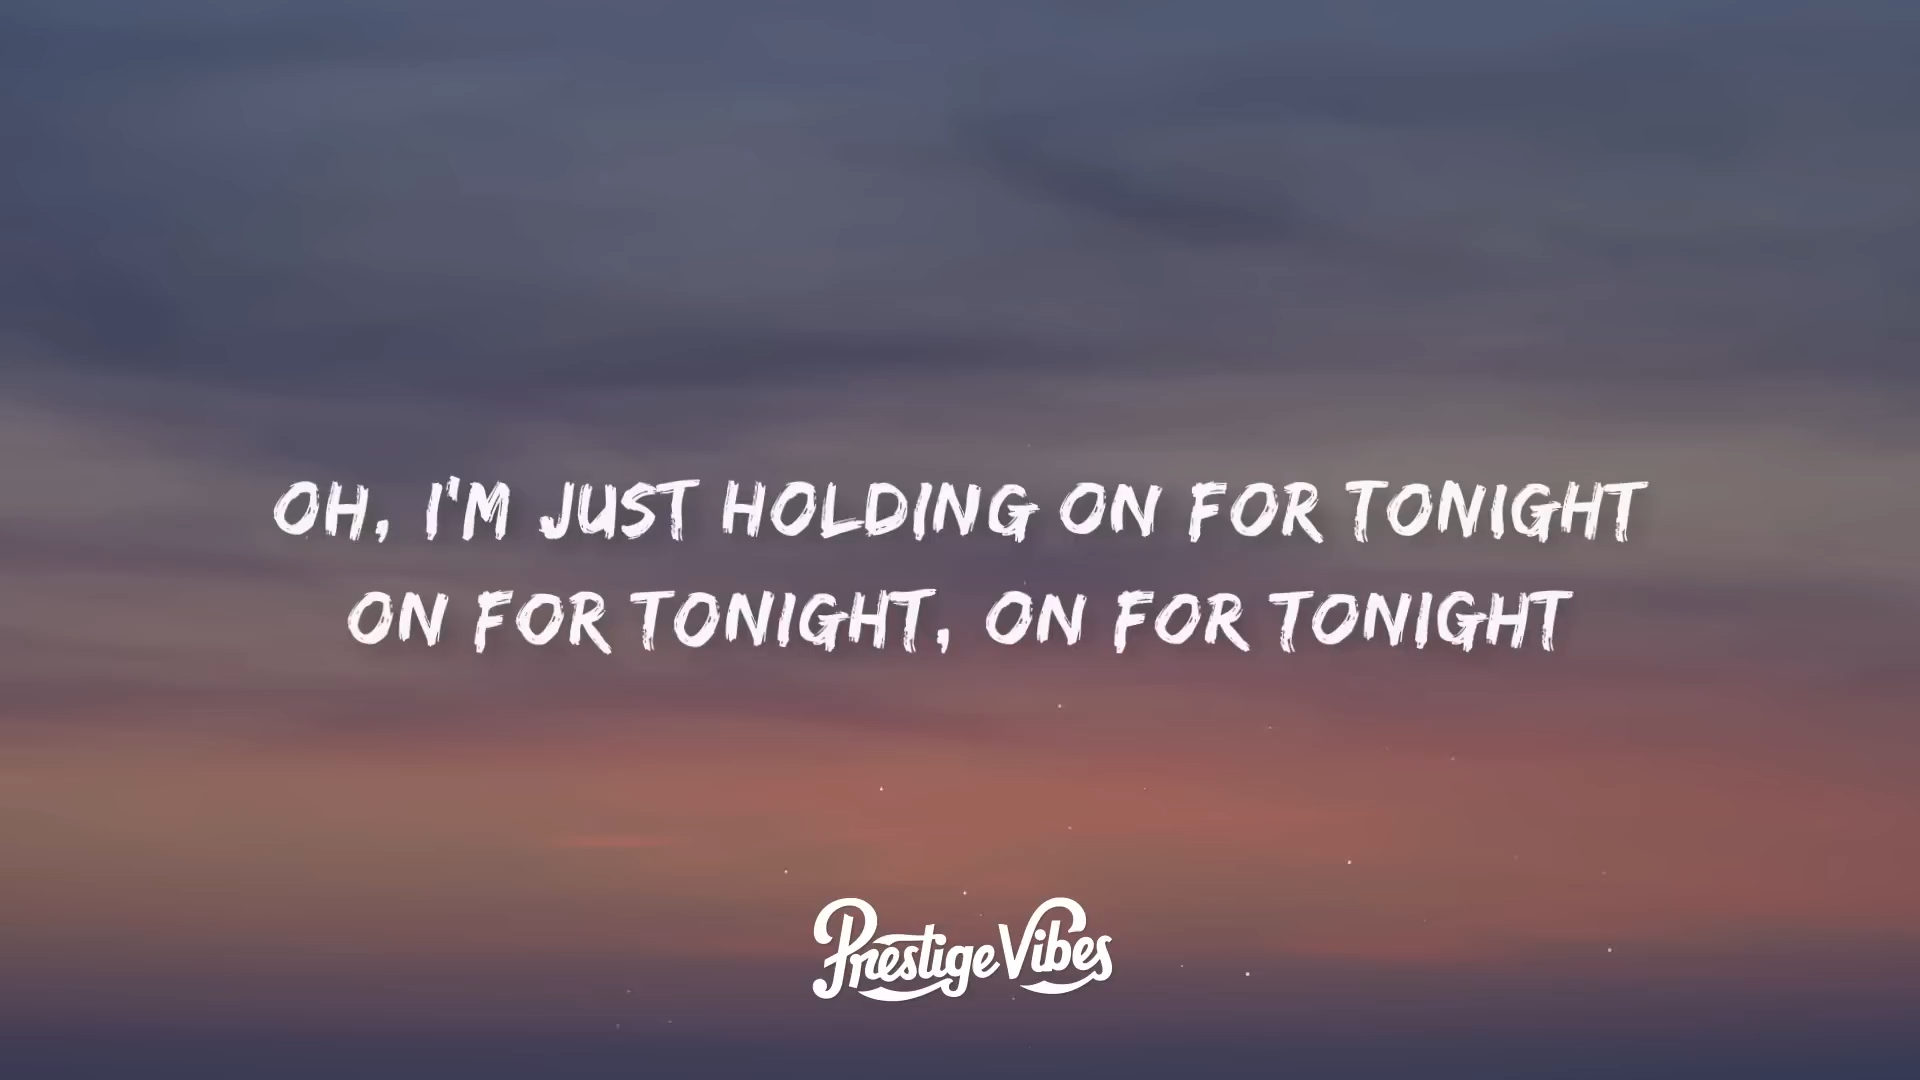 OH, I'M JUST HOLDING ON FOR TONIGHT
ON FOR TONIGHT, ON FOR TONIGHT
Prestige Vibes